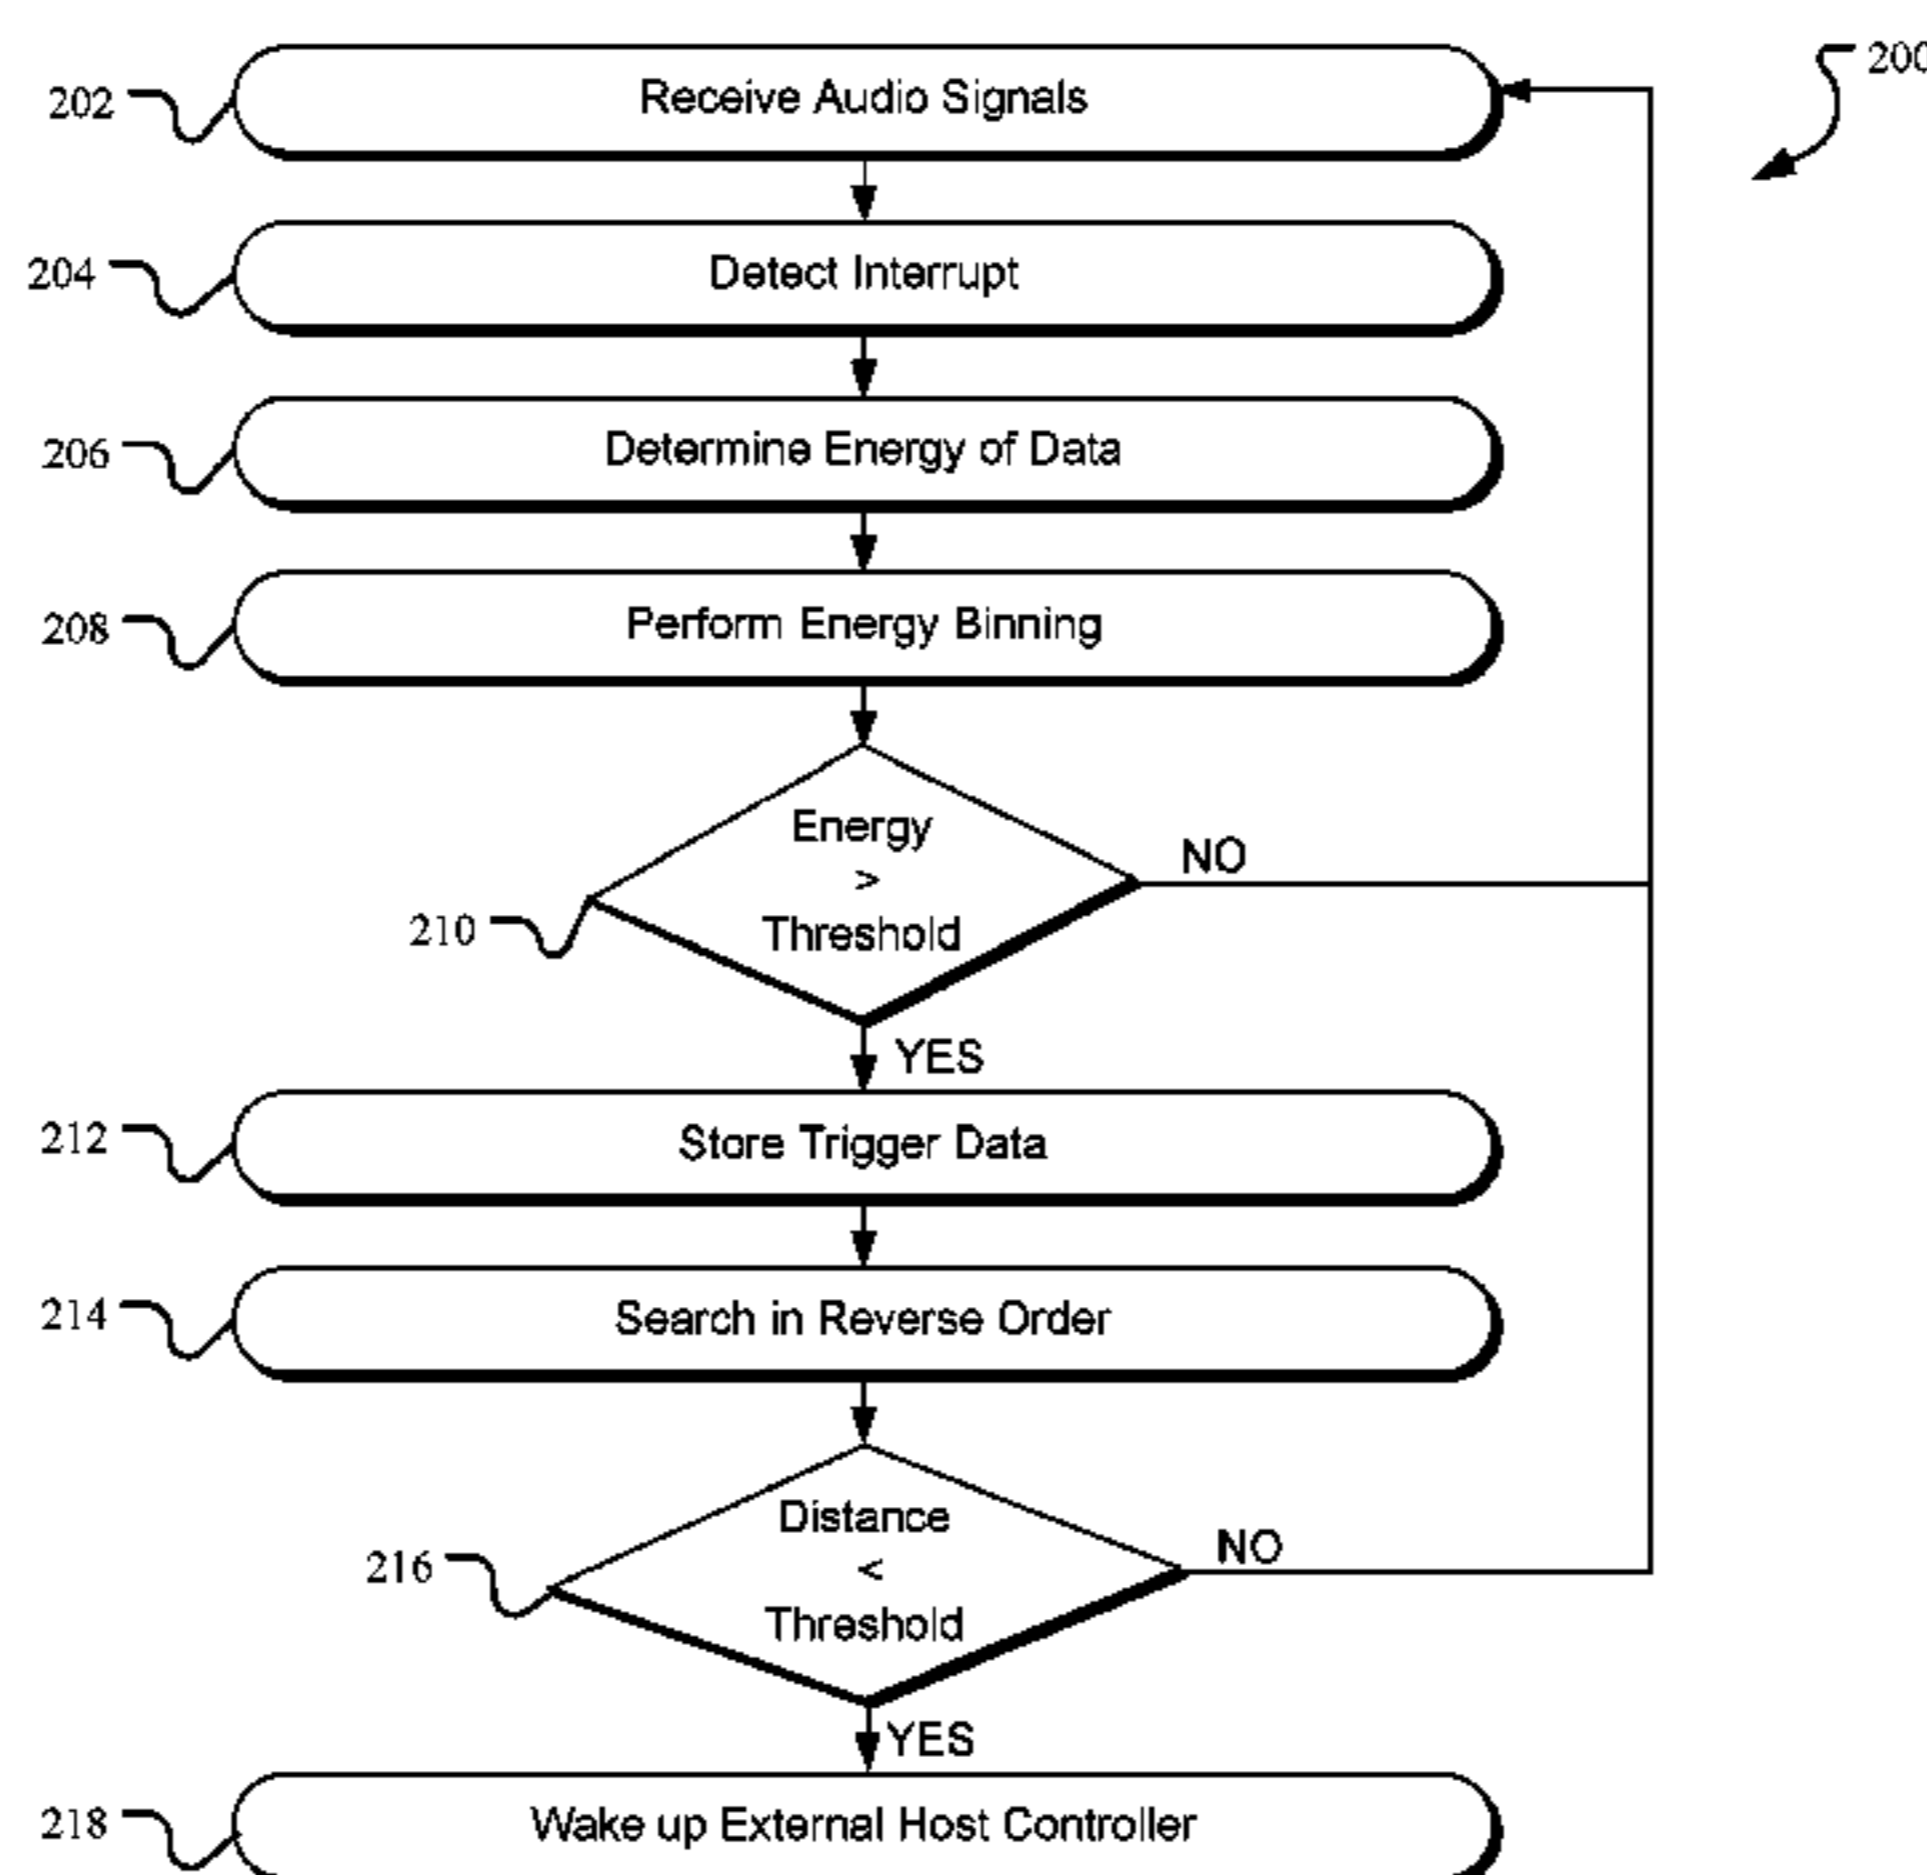 200
202
Receive Audio Signals
204
Detect Interrupt
206
Determine Energy of Data
208
Perform Energy Binning
210
Energy
>
Threshold
NO
YES
212
Store Trigger Data
214
Search in Reverse Order
216
Distance
<
Threshold
NO
YES
218
Wake up External Host Controller